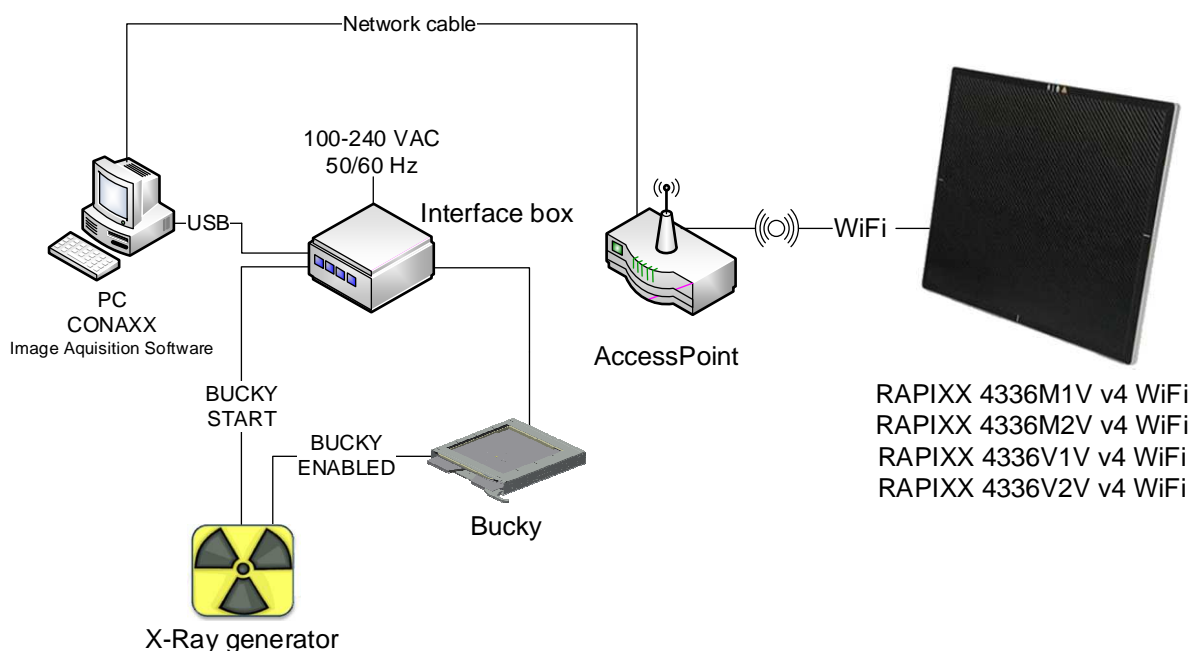 Network cable
100-240 VAC
50/60 Hz
Interface box
USB
WiFi
PC
CONAXX
Image Aquisition Software
AccessPoint
BUCKY
START
BUCKY
ENABLED
Bucky
X-Ray generator
RAPIXX 4336M1V v4 WiFi
RAPIXX 4336M2V v4 WiFi
RAPIXX 4336V1V v4 WiFi
RAPIXX 4336V2V v4 WiFi